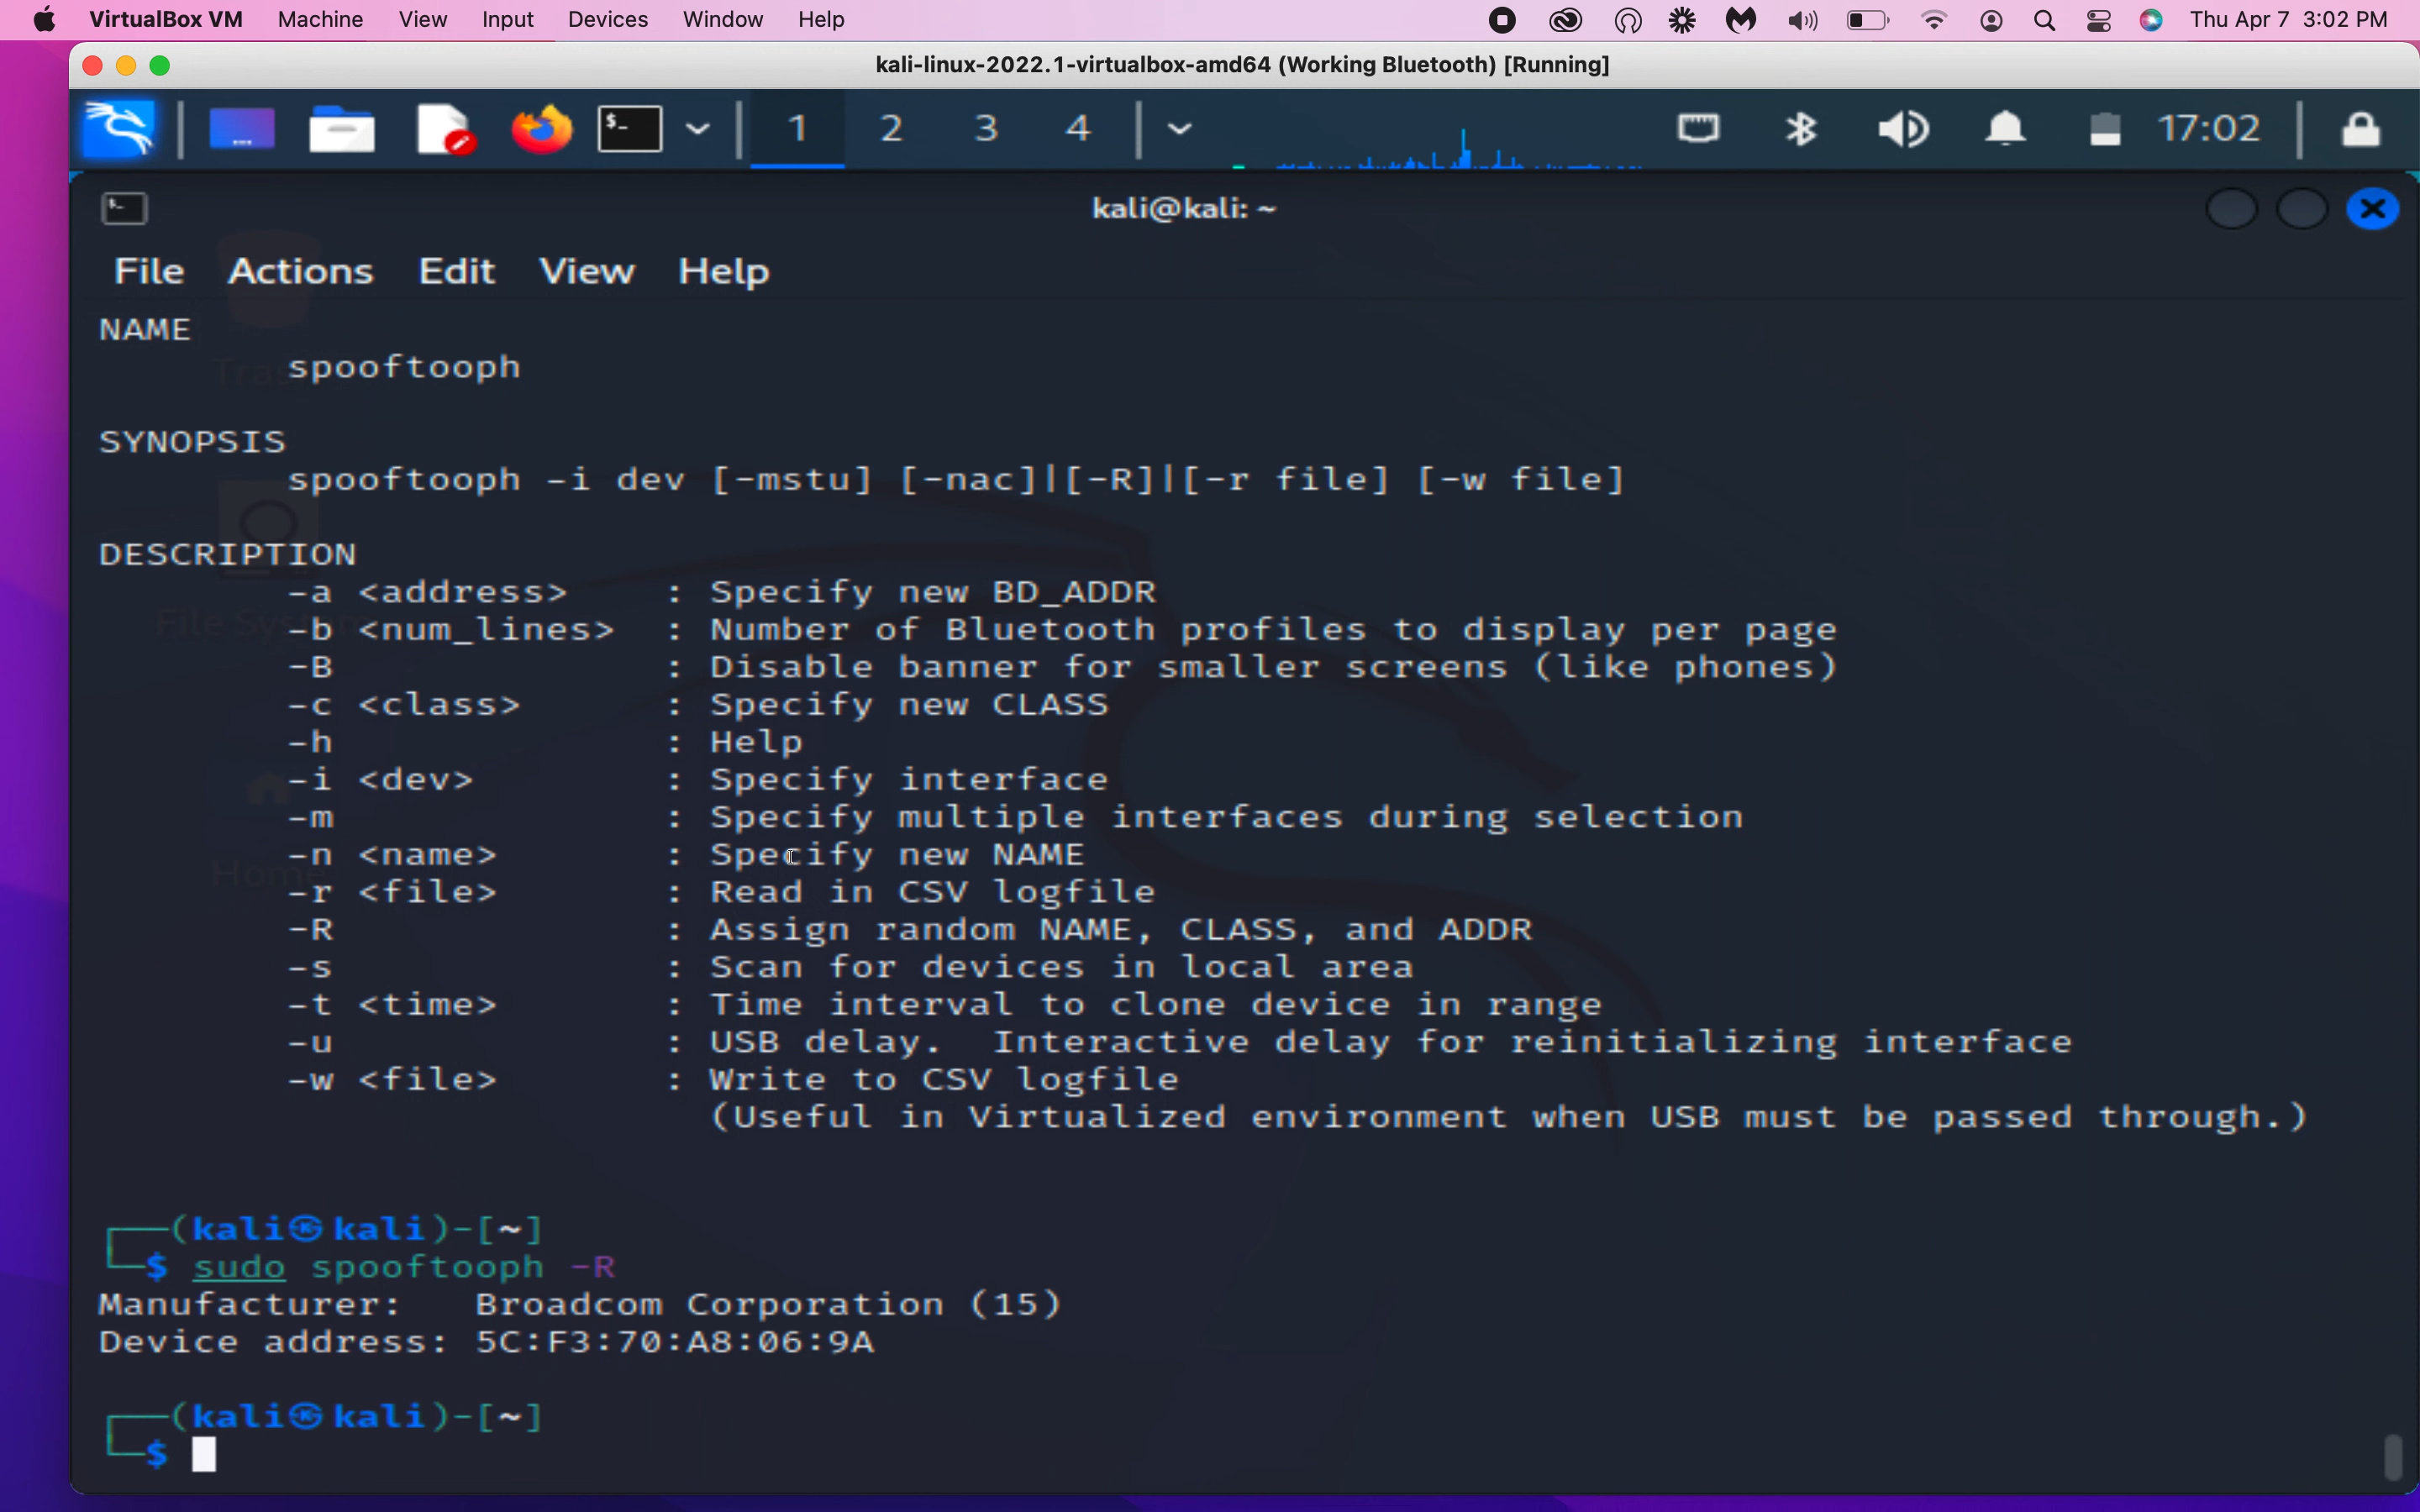 VirtualBox VM Machine View Input Devices Window Help Thu Apr 7 3:02 PM
kali-linux-2022.1-virtualbox-amd64 (Working Bluetooth) [Running]
$_ 1 2 3 4 17:02
kali@kali: ~
File Actions Edit View Help
NAME
spooftooph
SYNOPSIS
spooftooph -i dev [-mstu] [-nac]|[-R]|[-r file] [-w file]
DESCRIPTION
-a <address> : Specify new BD_ADDR
-b <num_lines> : Number of Bluetooth profiles to display per page
-B : Disable banner for smaller screens (like phones)
-c <class> : Specify new CLASS
-h : Help
-i <dev> : Specify interface
-m : Specify multiple interfaces during selection
-n <name> : Specify new NAME
-r <file> : Read in CSV logfile
-R : Assign random NAME, CLASS, and ADDR
-s : Scan for devices in local area
-t <time> : Time interval to clone device in range
-u : USB delay.  Interactive delay for reinitializing interface
-w <file> : Write to CSV logfile
(Useful in Virtualized environment when USB must be passed through.)
┌──(kali㉿kali)-[~]
└─$ sudo spooftooph -R
Manufacturer:   Broadcom Corporation (15)
Device address: 5C:F3:70:A8:06:9A
┌──(kali㉿kali)-[~]
└─$